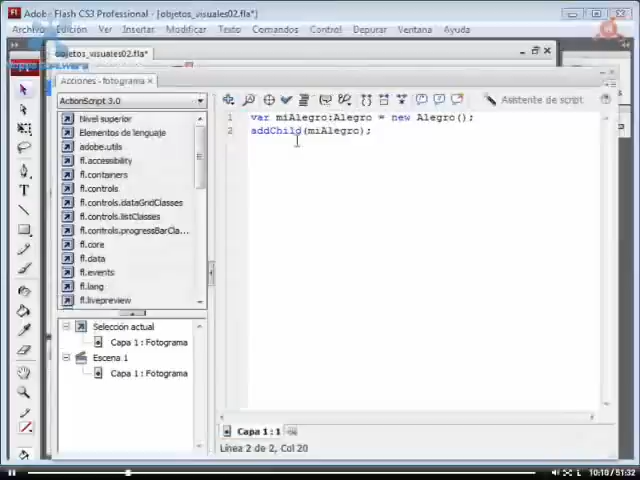 Adobe Flash CS3 Professional - [objetos_visuales02.fla*]
Archivo Edición Ver Insertar Modificar Texto Comandos Control Depurar Ventana Ayuda
objetos_visuales02.fla*
Acciones - fotograma
ActionScript 3.0
Asistente de script
Nivel superior
Elementos de lenguaje
adobe.utils
fl.accessibility
fl.containers
fl.controls
fl.controls.dataGridClasses
fl.controls.listClasses
fl.controls.progressBarCla...
fl.core
fl.data
fl.events
fl.lang
fl.livepreview
1 var miAlegro:Alegro = new Alegro();
2 addChild(miAlegro);
Selección actual
Capa 1 : Fotograma
Escena 1
Capa 1 : Fotograma
Capa 1 : 1
Línea 2 de 2, Col 20
10:10 / 51:32